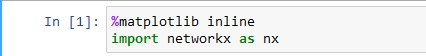 In [1]: %matplotlib inline
import networkx as nx